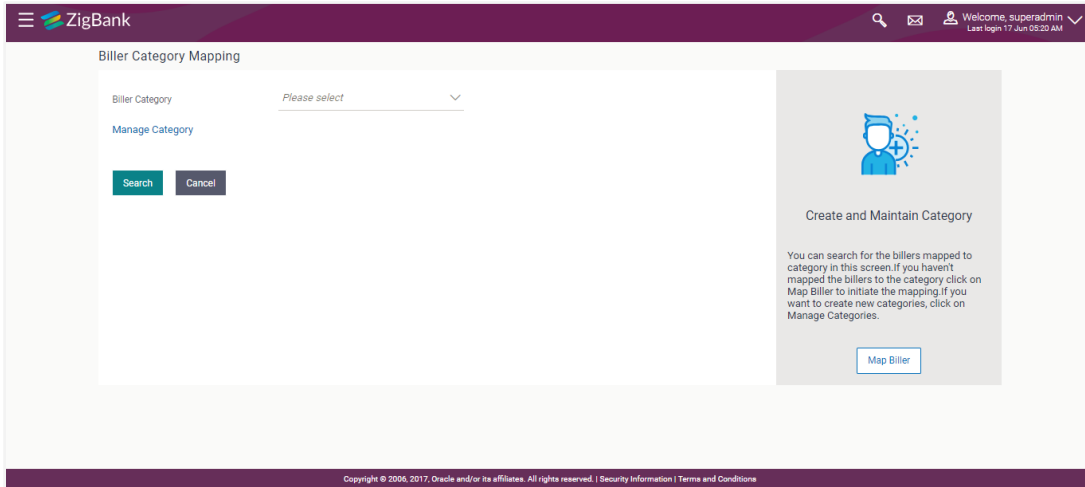 ZigBank
Welcome, superadmin
Last login 17 Jun 05:20 AM
Biller Category Mapping
Biller Category
Please select
Manage Category
Search
Cancel
Create and Maintain Category
You can search for the billers mapped to
category in this screen.If you haven't
mapped the billers to the category click on
Map Biller to initiate the mapping.If you
want to create new categories, click on
Manage Categories.
Map Biller
Copyright © 2006, 2017, Oracle and/or its affiliates. All rights reserved. | Security Information | Terms and Conditions